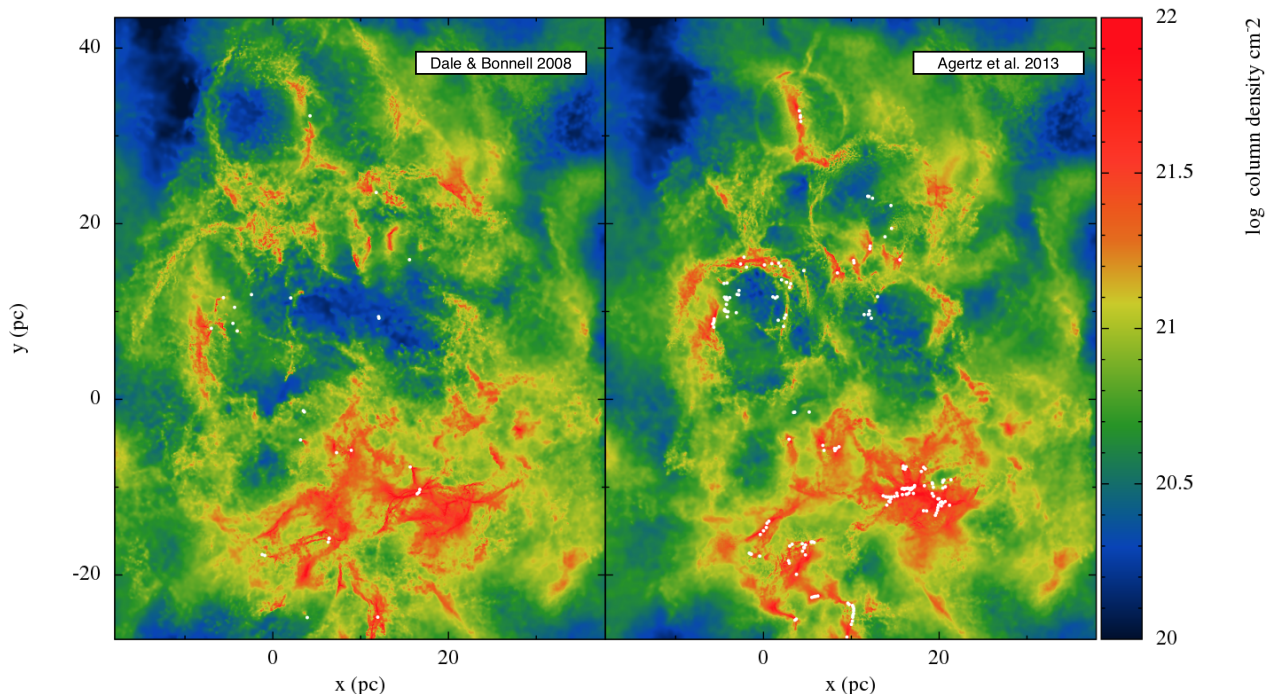 Dale & Bonnell 2008
Agertz et al. 2013
40
20
0
-20
y (pc)
0
20
x (pc)
0
20
x (pc)
22
21.5
21
20.5
20
log column density cm-2